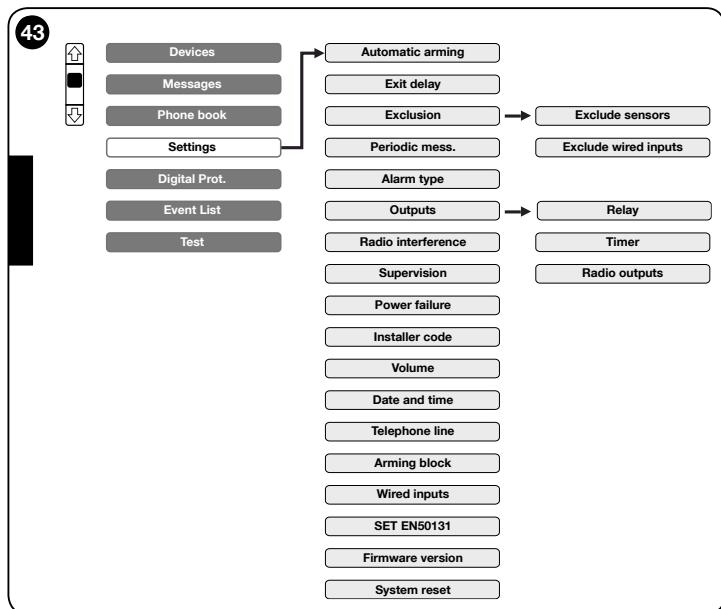 43
Devices
Messages
Phone book
Settings
Digital Prot.
Event List
Test
Automatic arming
Exit delay
Exclusion
Periodic mess.
Alarm type
Outputs
Radio interference
Supervision
Power failure
Installer code
Volume
Date and time
Telephone line
Arming block
Wired inputs
SET EN50131
Firmware version
System reset
Exclude sensors
Exclude wired inputs
Relay
Timer
Radio outputs